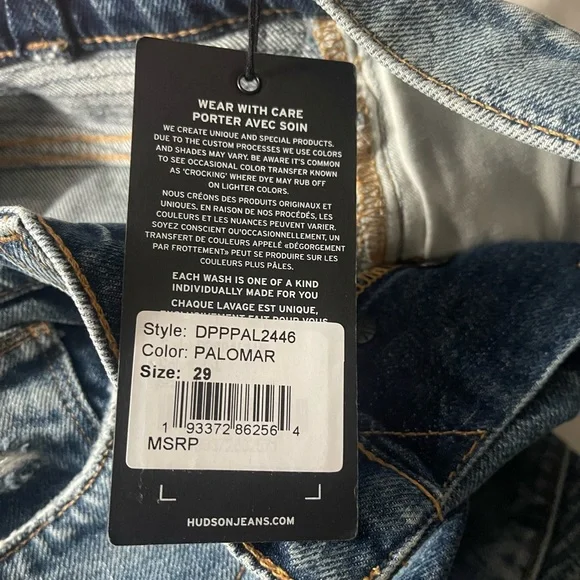 WEAR WITH CARE
PORTER AVEC SOIN
WE CREATE UNIQUE AND SPECIAL PRODUCTS.
DUE TO THE CUSTOM PROCESSES WE USE COLORS
AND SHADES MAY VARY. BE AWARE IT'S COMMON
TO SEE OCCASIONAL COLOR TRANSFER KNOWN
AS 'CROCKING' WHERE DYE MAY RUB OFF
ON LIGHTER COLORS.
NOUS CRÉONS DES PRODUITS ORIGINAUX ET
UNIQUES. EN RAISON DE NOS PROCÉDÉS, LES
COULEURS ET LES NUANCES PEUVENT VARIER.
SOYEZ CONSCIENT QU'OCCASIONNELLEMENT, UN
TRANSFERT DE COULEURS APPELÉ «DÉGORGEMENT
PAR FROTTEMENT» PEUT SE PRODUIRE SUR LES
COULEURS PLUS PÂLES.
EACH WASH IS ONE OF A KIND
INDIVIDUALLY MADE FOR YOU
CHAQUE LAVAGE EST UNIQUE,
FAIT POUR VOUS
Style: DPPPAL2446
Color: PALOMAR
Size: 29
1 93372 86256 4
MSRP
HUDSONJEANS.COM